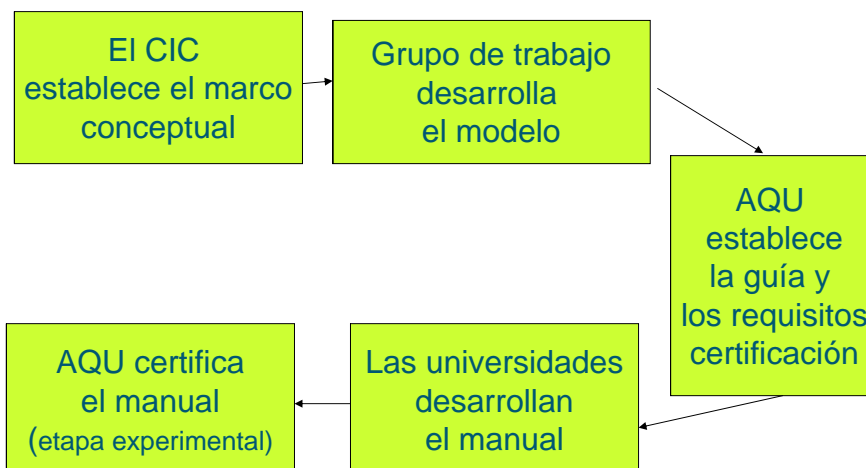 El CIC
establece el marco
conceptual
Grupo de trabajo
desarrolla
el modelo
AQU
establece
la guía y
los requisitos
certificación
Las universidades
desarrollan
el manual
AQU certifica
el manual
(etapa experimental)